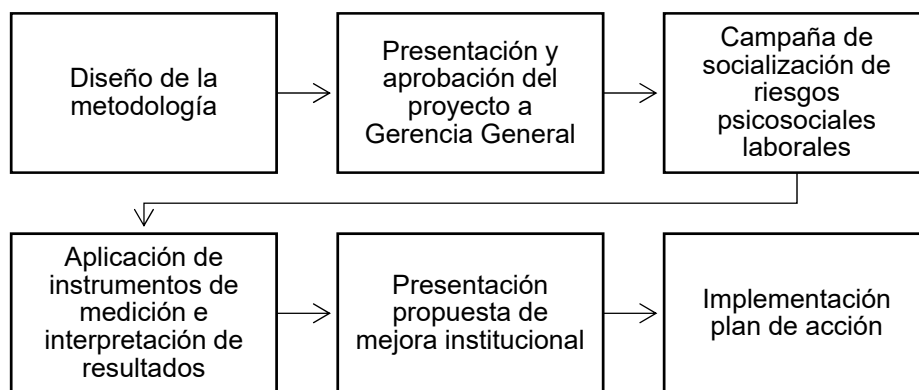 Diseño de la
metodología
Presentación y
aprobación del
proyecto a
Gerencia General
Campaña de
socialización de
riesgos
psicosociales
laborales
Aplicación de
instrumentos de
medición e
interpretación de
resultados
Presentación
propuesta de
mejora institucional
Implementación
plan de acción